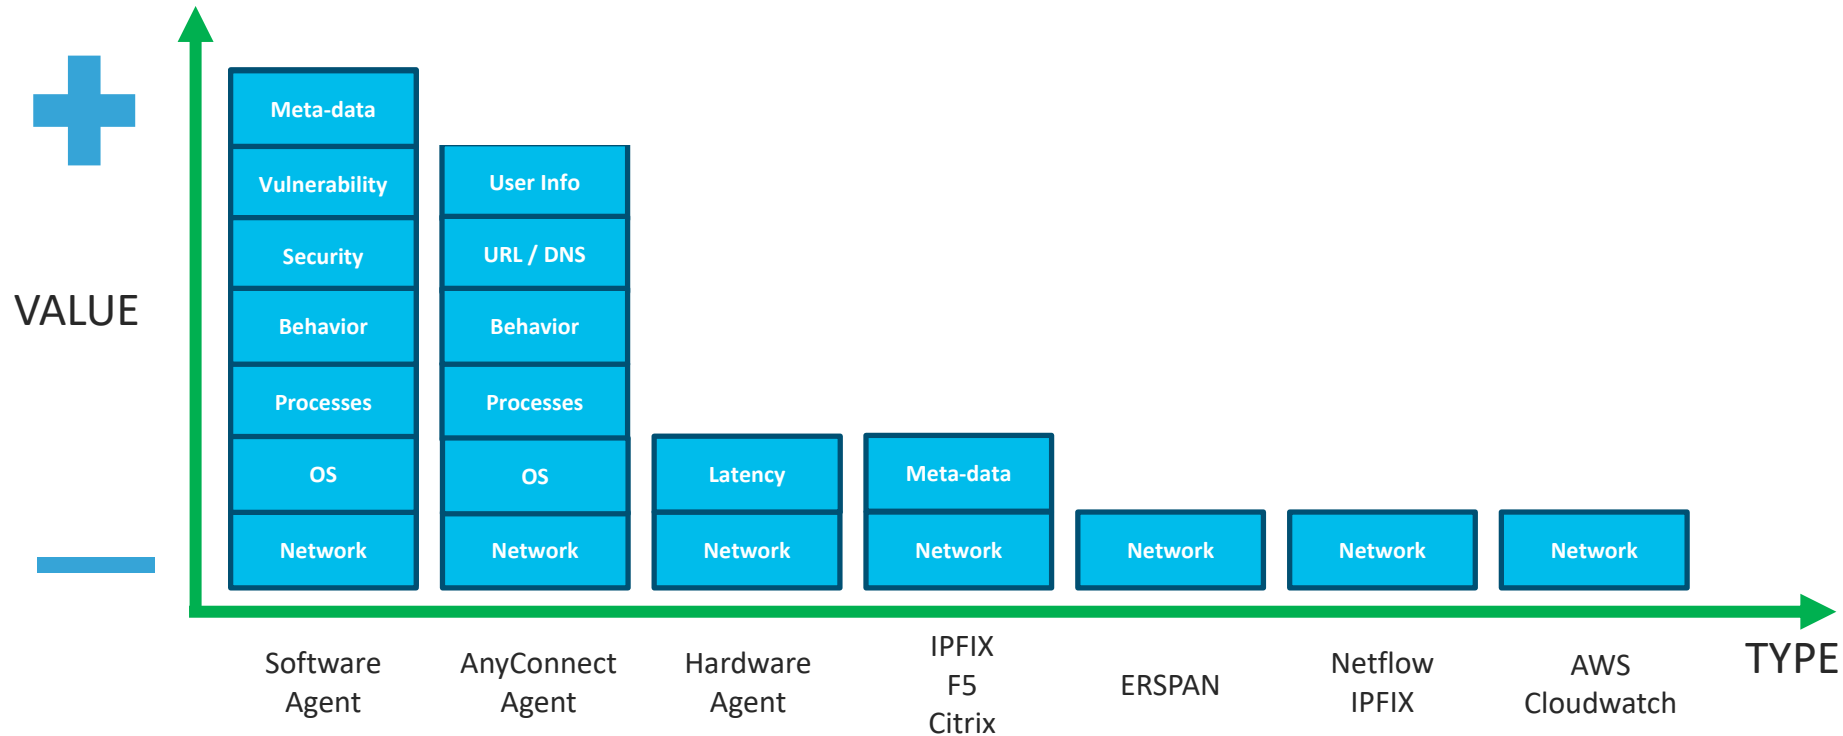 VALUE
Meta-data
Vulnerability
Security
Behavior
Processes
OS
Network
User Info
URL / DNS
Behavior
Processes
OS
Network
Latency
Network
Meta-data
Network
Network
Network
Network
Software
Agent
AnyConnect
Agent
Hardware
Agent
IPFIX
F5
Citrix
ERSPAN
Netflow
IPFIX
AWS
Cloudwatch
TYPE